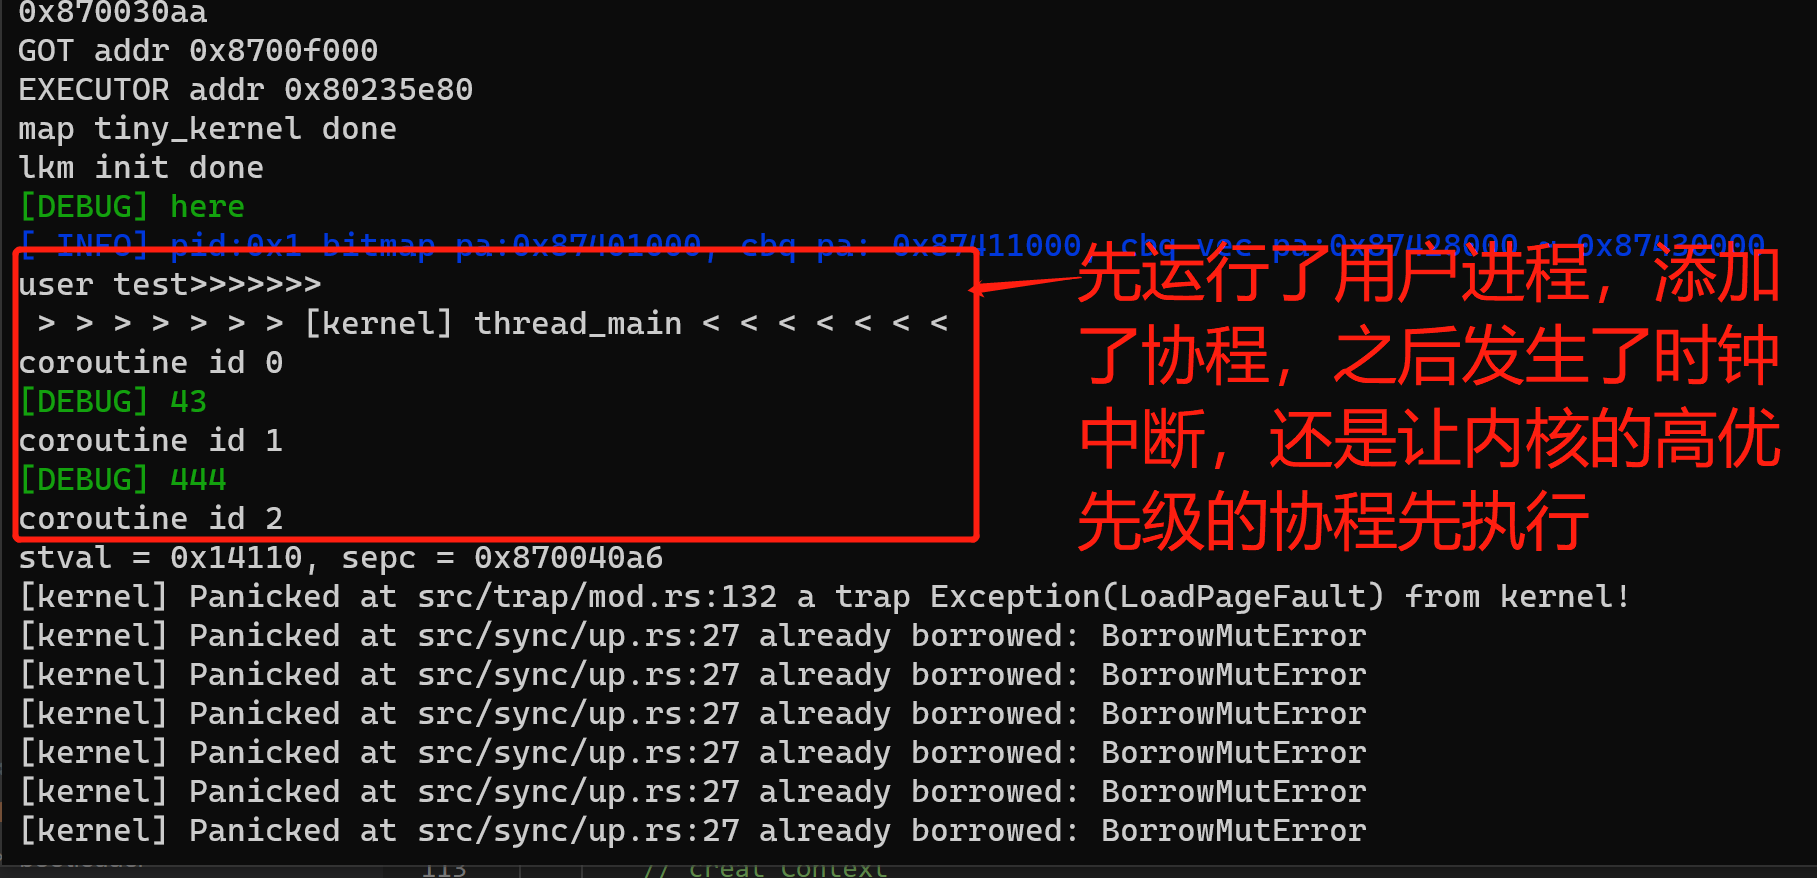 0x870030aa
GOT addr 0x8700f000
EXECUTOR addr 0x80235e80
map tiny_kernel done
lkm init done
[DEBUG] here
[ INFO] pid:0x1 bitmap pa:0x87401000, cbq pa: 0x87411000, cbq vec pa:0x87428000 ~ 0x87430000
user test>>>>>>>
> > > > > > > [kernel] thread_main < < < < < < <
coroutine id 0
[DEBUG] 43
coroutine id 1
[DEBUG] 444
coroutine id 2
先运行了用户进程，添加
了协程，之后发生了时钟
中断，还是让内核的高优
先级的协程先执行
stval = 0x14110, sepc = 0x870040a6
[kernel] Panicked at src/trap/mod.rs:132 a trap Exception(LoadPageFault) from kernel!
[kernel] Panicked at src/sync/up.rs:27 already borrowed: BorrowMutError
[kernel] Panicked at src/sync/up.rs:27 already borrowed: BorrowMutError
[kernel] Panicked at src/sync/up.rs:27 already borrowed: BorrowMutError
[kernel] Panicked at src/sync/up.rs:27 already borrowed: BorrowMutError
[kernel] Panicked at src/sync/up.rs:27 already borrowed: BorrowMutError
[kernel] Panicked at src/sync/up.rs:27 already borrowed: BorrowMutError
113 // creat Context